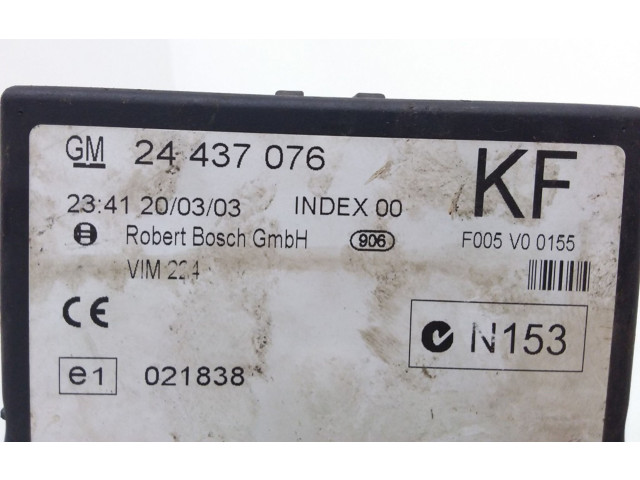 GM 24 437 076 KF
23:41 20/03/03 INDEX 00
Robert Bosch GmbH 906 F005 V0 0155
VIM 224
CE N153
e1 021838